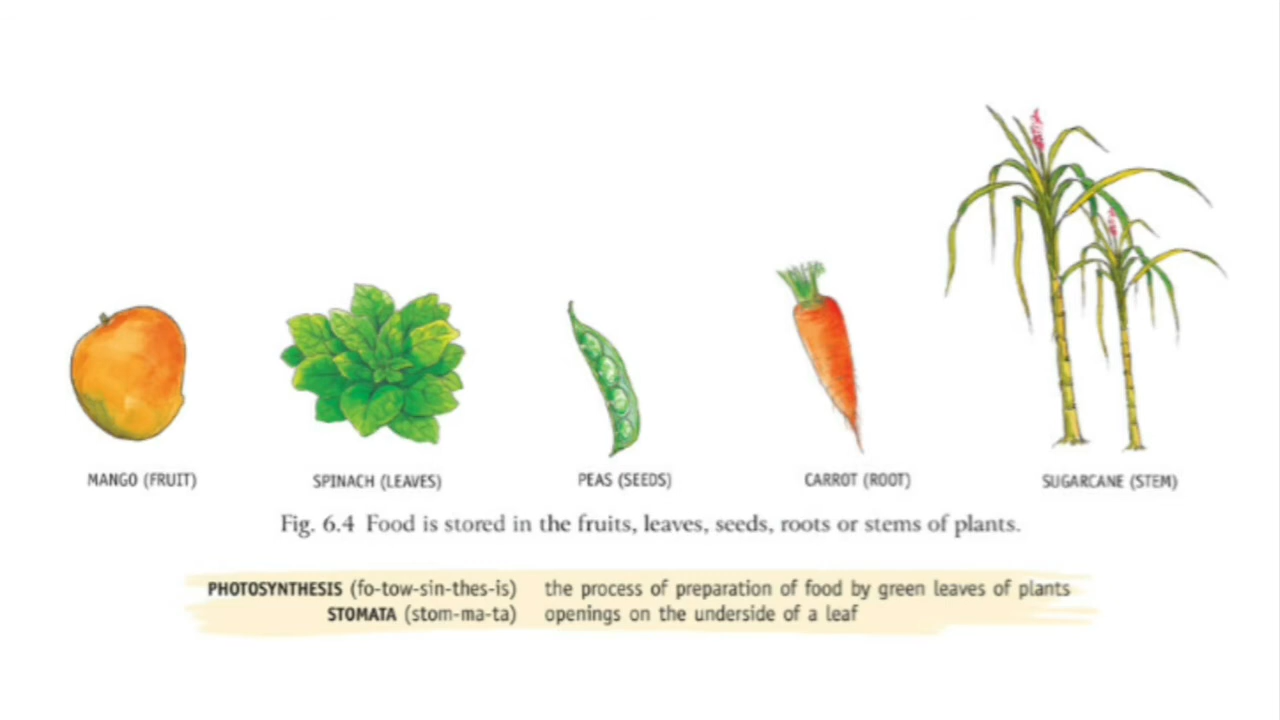 MANGO (FRUIT) SPINACH (LEAVES) PEAS (SEEDS) CARROT (ROOT) SUGARCANE (STEM)
Fig. 6.4 Food is stored in the fruits, leaves, seeds, roots or stems of plants.
PHOTOSYNTHESIS (fo-tow-sin-thes-is) the process of preparation of food by green leaves of plants
STOMATA (stom-ma-ta) openings on the underside of a leaf